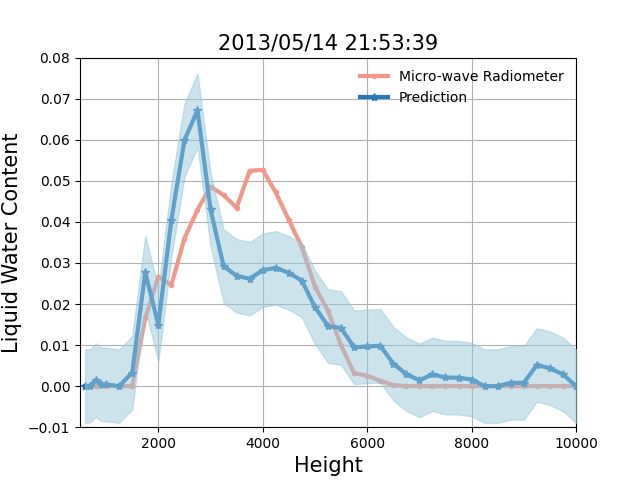 2013/05/14 21:53:39
Micro-wave Radiometer
Prediction
Liquid Water Content
0.08
0.07
0.06
0.05
0.04
0.03
0.02
0.01
0.00
−0.01
2000 4000 6000 8000 10000
Height